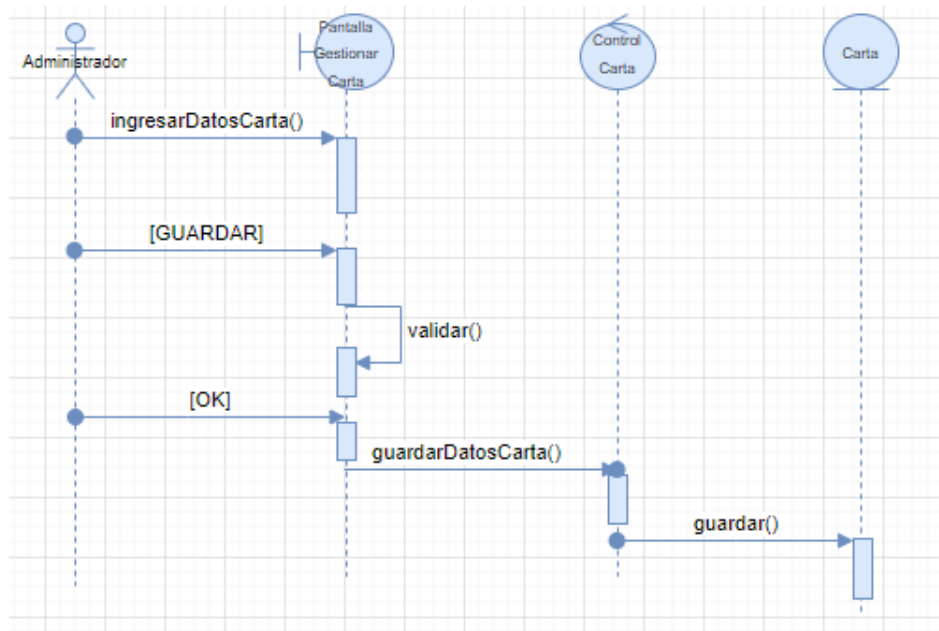 Administrador
Pantalla
Gestionar
Carta
Control
Carta
Carta
ingresarDatosCarta()
[GUARDAR]
validar()
[OK]
guardarDatosCarta()
guardar()